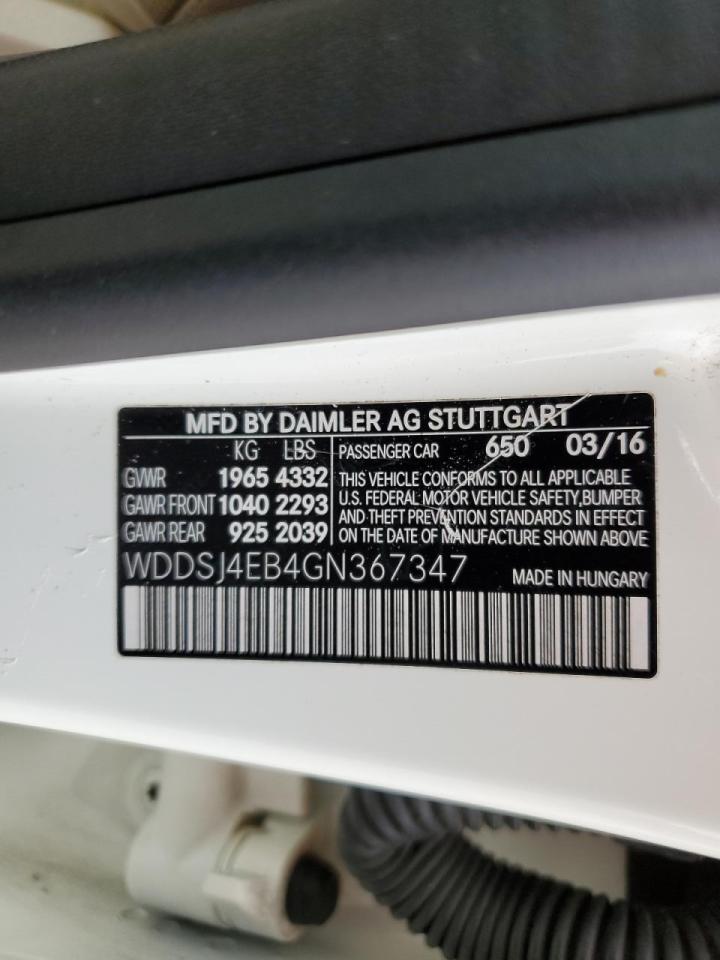 MFD BY DAIMLER AG STUTTGART
KG LBS
GVWR 1965 4332
GAWR FRONT 1040 2293
GAWR REAR 925 2039
PASSENGER CAR 650 03/16
THIS VEHICLE CONFORMS TO ALL APPLICABLE
U.S. FEDERAL MOTOR VEHICLE SAFETY,BUMPER
AND THEFT PREVENTION STANDARDS IN EFFECT
ON THE DATE OF MANUFACTURE SHOWN ABOVE
WDDSJ4EB4GN367347
MADE IN HUNGARY